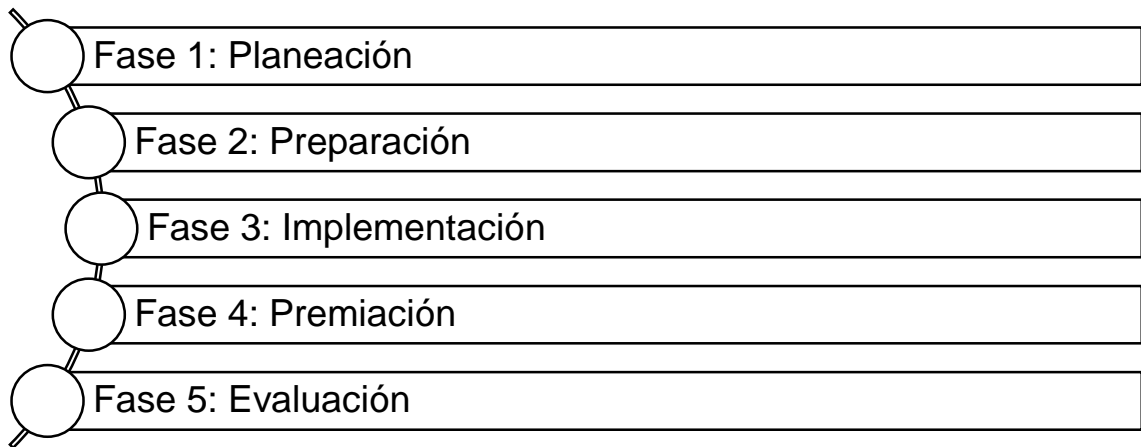 Fase 1: Planeación
Fase 2: Preparación
Fase 3: Implementación
Fase 4: Premiación
Fase 5: Evaluación